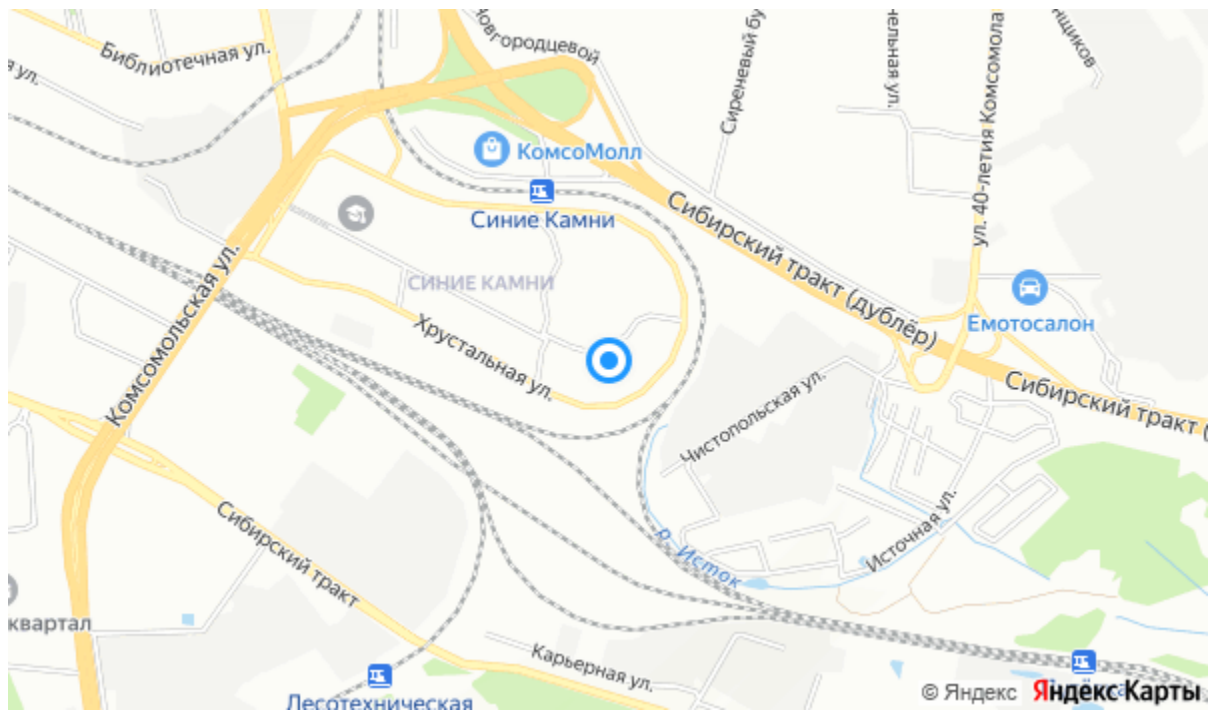 Новгородцевой
Библиотечная ул.
Сиреневый бу
ул. 40-летия Комсомола
КомсоМолл
Синие Камни
СИНИЕ КАМНИ
Комсомольская ул.
Сибирский тракт (дублёр)
Емотосалон
Хрустальная ул.
Чистопольская ул.
Сибирский тракт (
Источная ул.
р. Исток
Сибирский тракт
квартал
Карьерная ул.
Лесотехническая
© Яндекс Яндекс Карты